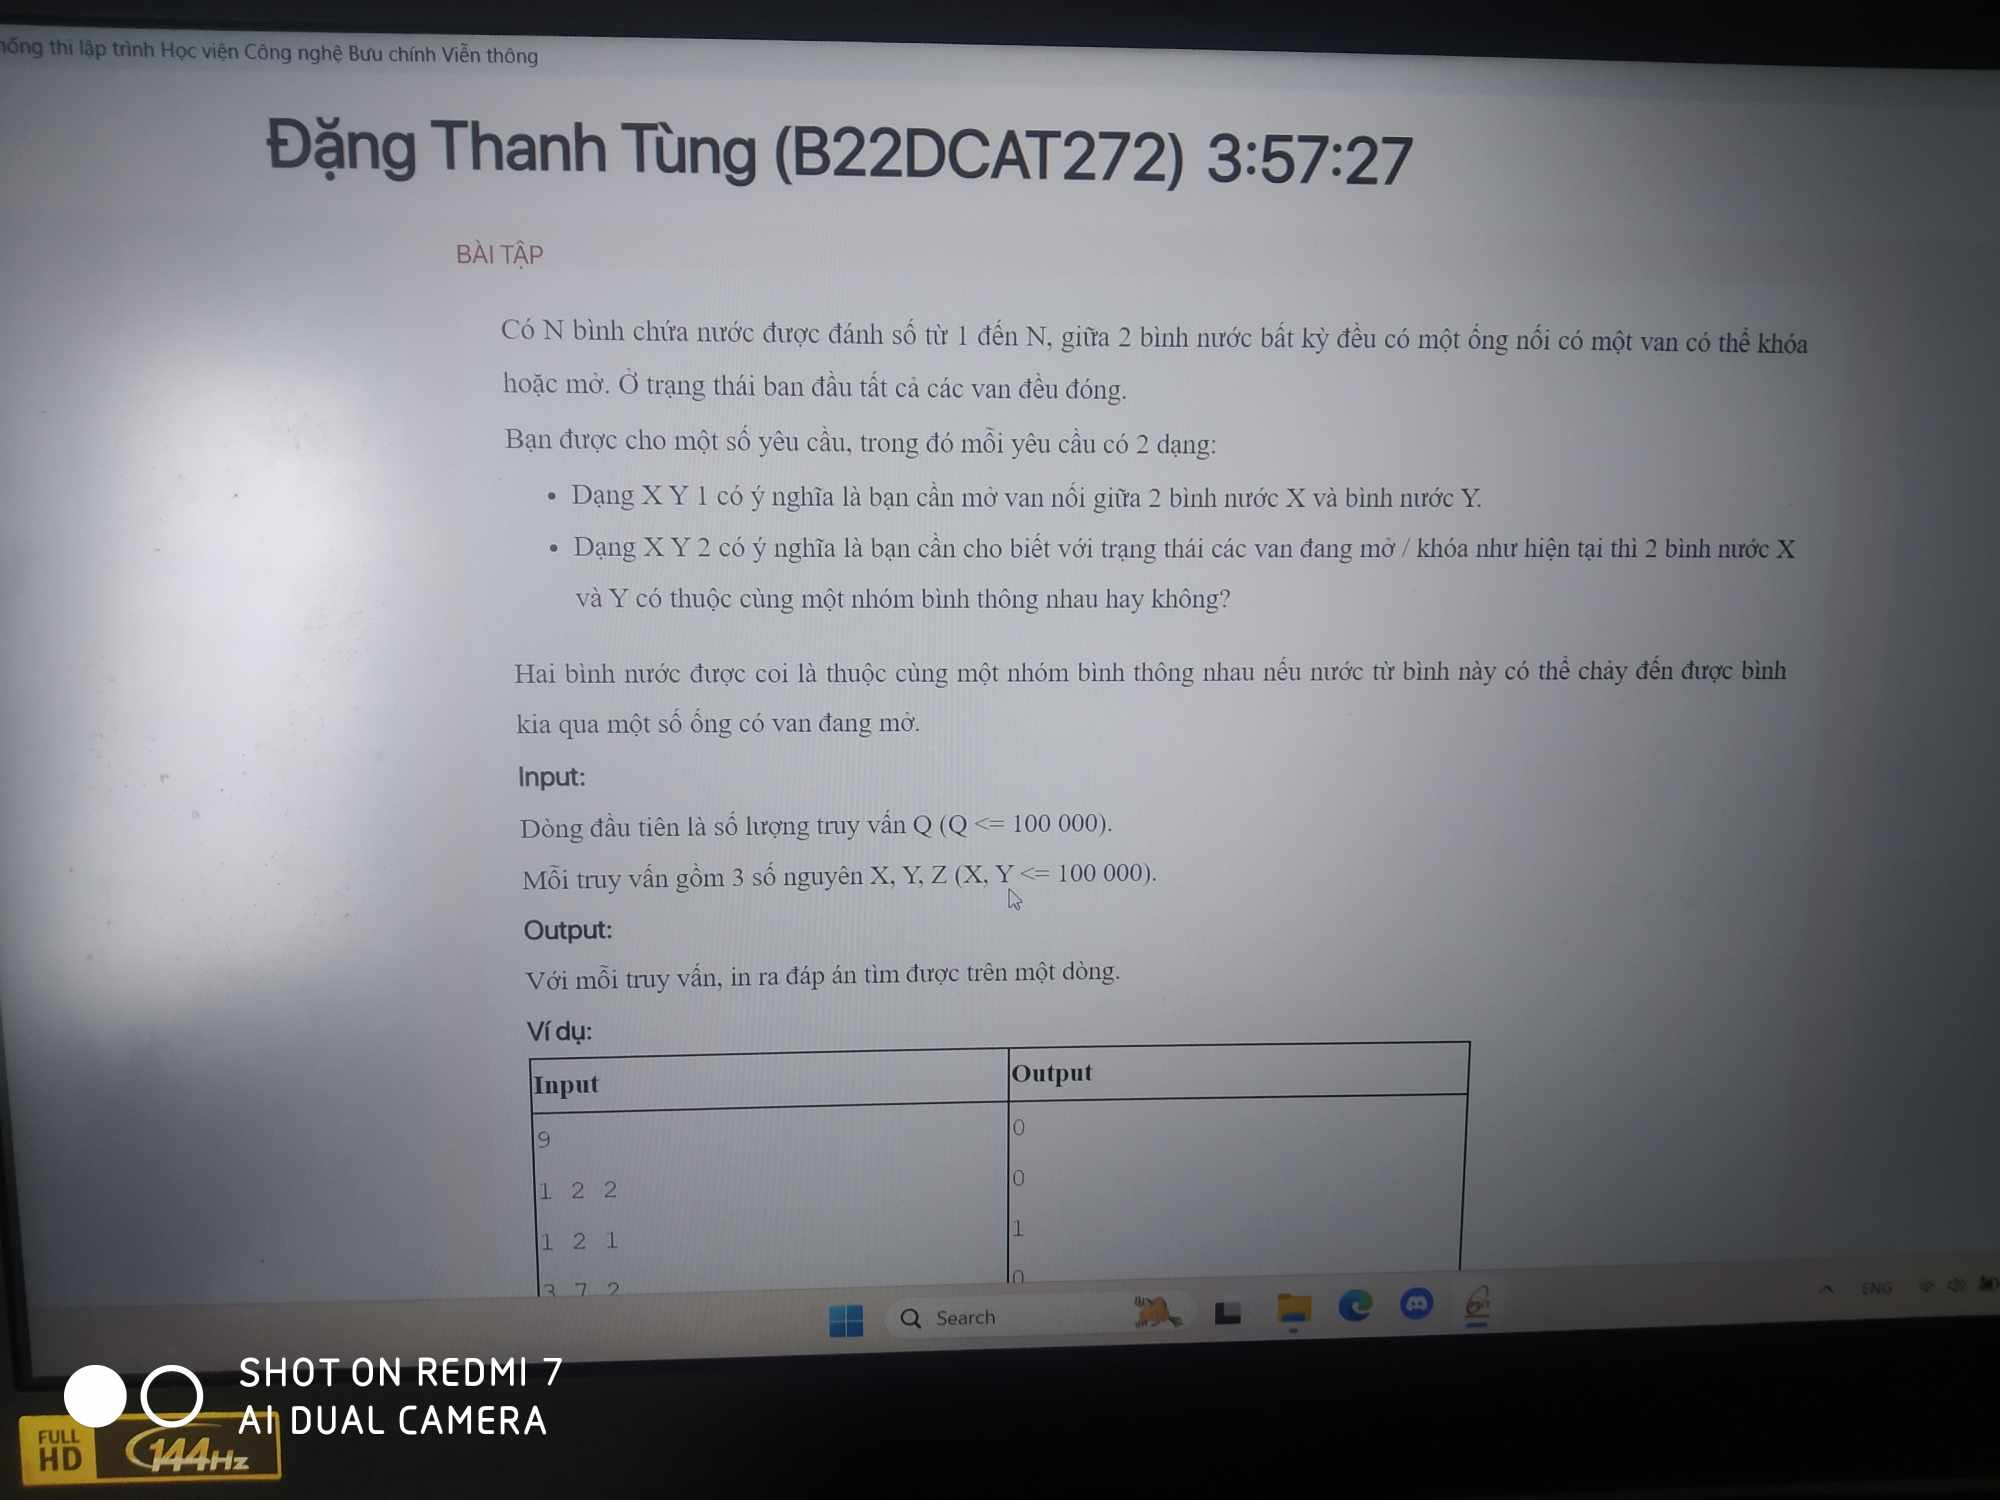 thi lập trình Học viện Công nghệ Bưu chính Viễn thông
Đặng Thanh Tùng (B22DCAT272) 3:57:27
BÀI TẬP
Có N bình chứa nước được đánh số từ 1 đến N, giữa 2 bình nước bất kỳ đều có một ống nối có một van có thể khóa
hoặc mở. Ở trạng thái ban đầu tất cả các van đều đóng.
Bạn được cho một số yêu cầu, trong đó mỗi yêu cầu có 2 dạng:
• Dạng X Y 1 có ý nghĩa là bạn cần mở van nối giữa 2 bình nước X và bình nước Y.
• Dạng X Y 2 có ý nghĩa là bạn cần cho biết với trạng thái các van đang mở / khóa như hiện tại thì 2 bình nước X
và Y có thuộc cùng một nhóm bình thông nhau hay không?
Hai bình nước được coi là thuộc cùng một nhóm bình thông nhau nếu nước từ bình này có thể chảy đến được bình
kia qua một số ống có van đang mở.
Input:
Dòng đầu tiên là số lượng truy vấn Q (Q <= 100 000).
Mỗi truy vấn gồm 3 số nguyên X, Y, Z (X, Y <= 100 000).
Output:
Với mỗi truy vấn, in ra đáp án tìm được trên một dòng.
Ví dụ:
Input Output
9 0
1 2 2 0
1 2 1 1
3 7 2 0
Search
ENG
SHOT ON REDMI 7
AI DUAL CAMERA
FULL HD 144Hz